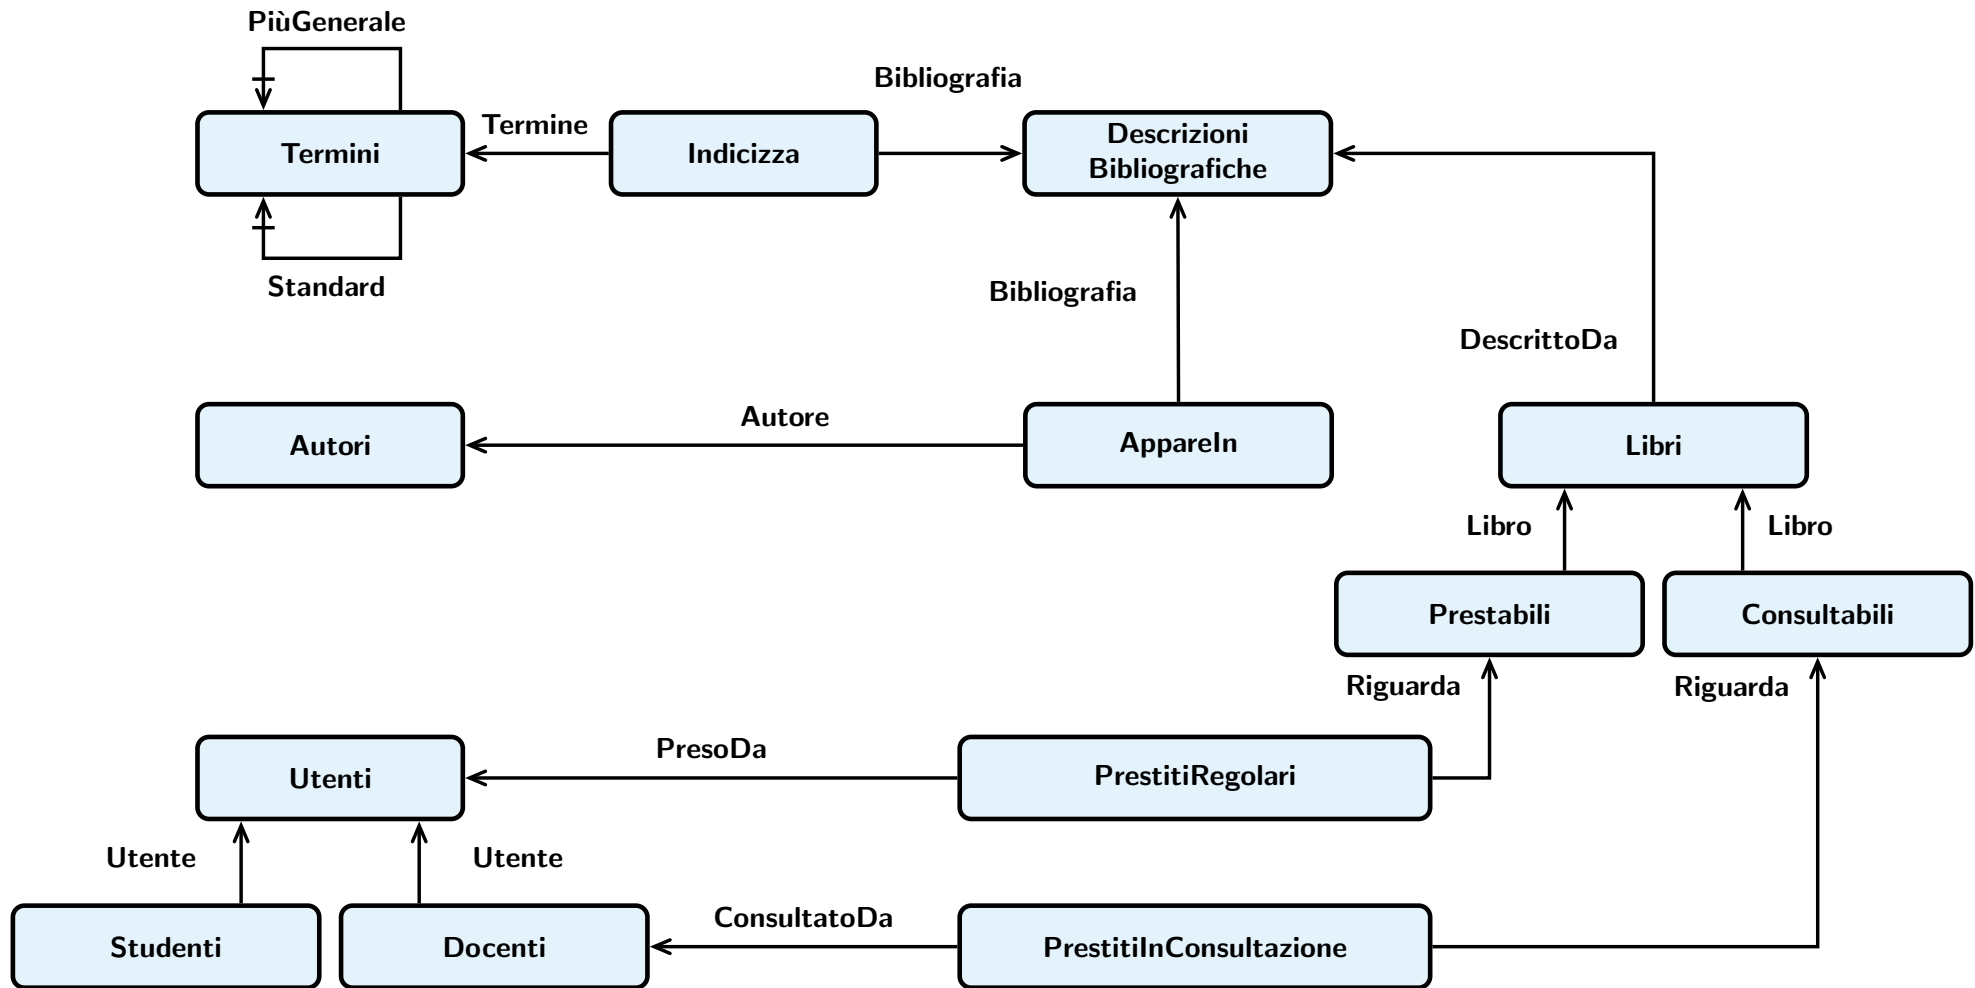 PiùGenerale
Bibliografia
Termine
Termini
Indicizza
Descrizioni
Bibliografiche
Standard
Bibliografia
DescrittoDa
Autore
Autori
AppareIn
Libri
Libro
Libro
Prestabili
Consultabili
Riguarda
Riguarda
PresoDa
Utenti
PrestitiRegolari
Utente
Utente
ConsultatoDa
Studenti
Docenti
PrestitiInConsultazione